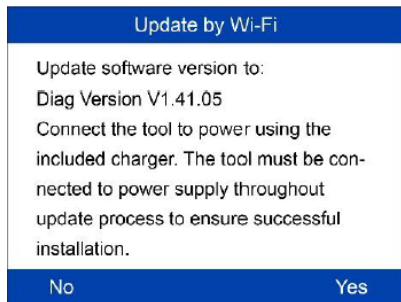 Update by Wi-Fi
Update software version to:
Diag Version V1.41.05
Connect the tool to power using the
included charger. The tool must be con-
nected to power supply throughout
update process to ensure successful
installation.
No Yes